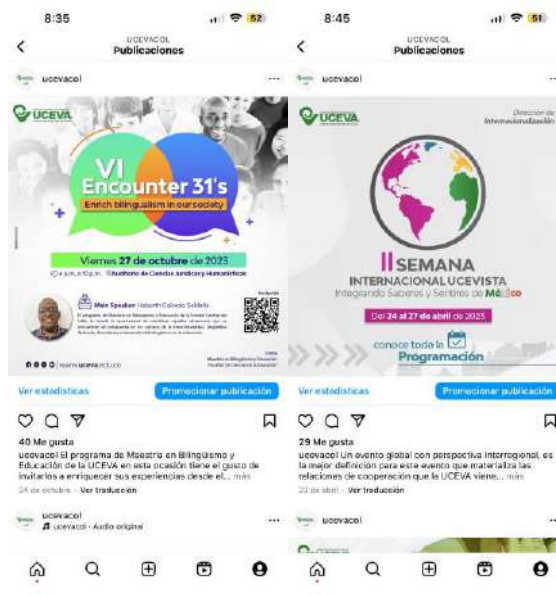 8:35
52
UCEVACOL
Publicaciones
ucevacol
UCEVA
VI
Encounter 31's
Enrich bilingualism in our society
Viernes 27 de octubre de 2023
Auditorio de Ciencias Jurídicas y Humanísticas
Main Speaker:
www.uceva.edu.co
Ver estadísticas
Promocionar publicación
40 Me gusta
ucevacol El programa de Maestría en Bilingüismo y
Educación de la UCEVA en esta ocasión tiene el gusto de
invitarlos a enriquecer sus experiencias desde el... más
24 de octubre · Ver traducción
ucevacol
ucevacol · Audio original
8:45
51
UCEVACOL
Publicaciones
ucevacol
UCEVA
Dirección de
Internacionalización
II SEMANA
INTERNACIONAL UCEVISTA
Integrando Saberes y Sentires de México
Del 24 al 27 de abril de 2023
conoce toda la
Programación
Ver estadísticas
Promocionar publicación
29 Me gusta
ucevacol Un evento global con perspectiva interregional, es
la mejor definición para este evento que materializa las
relaciones de cooperación que la UCEVA viene... más
22 de abril · Ver traducción
ucevacol